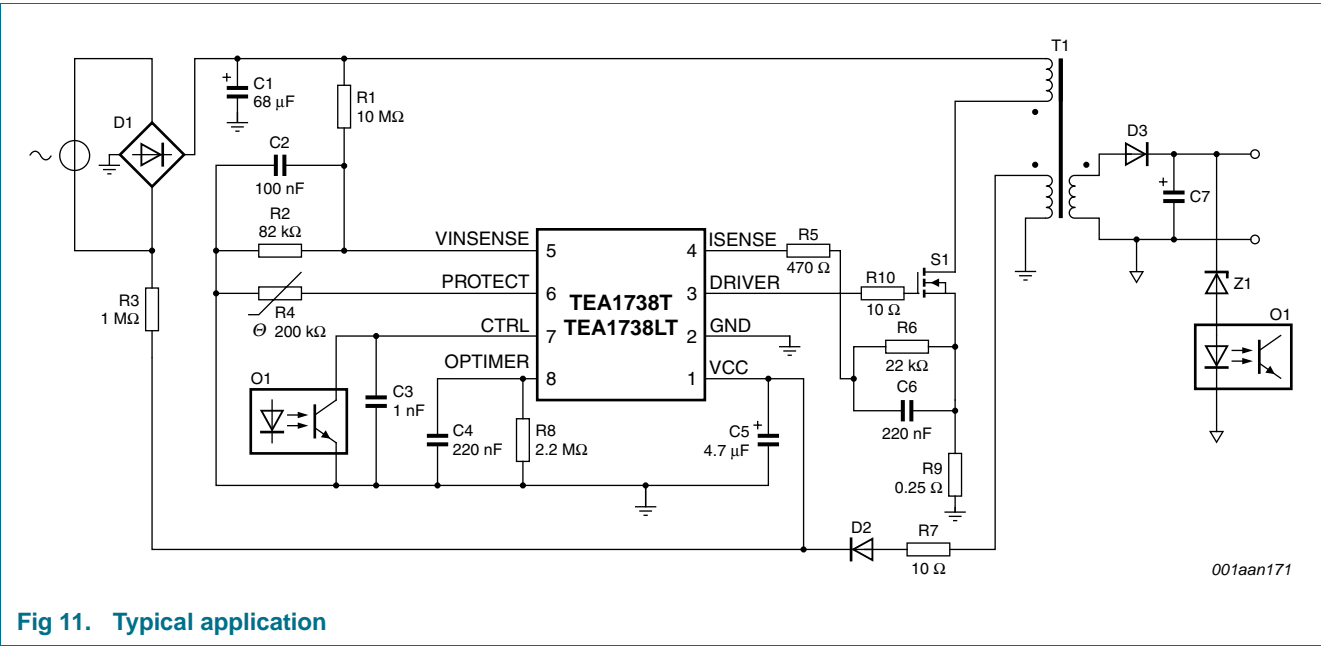 T1
+
C1
68 μF
R1
10 MΩ
D1
D3
C2
100 nF
+
C7
R2
82 kΩ
VINSENSE
5
4
ISENSE
R5
470 Ω
S1
PROTECT
6
3
DRIVER
R10
10 Ω
Z1
R4
Θ 200 kΩ
TEA1738T
TEA1738LT
R3
1 MΩ
CTRL
7
2
GND
R6
22 kΩ
O1
OPTIMER
8
1
VCC
O1
C3
1 nF
C6
220 nF
C4
220 nF
R8
2.2 MΩ
C5
+
4.7 μF
R9
0.25 Ω
D2
R7
10 Ω
001aan171
Fig 11. Typical application